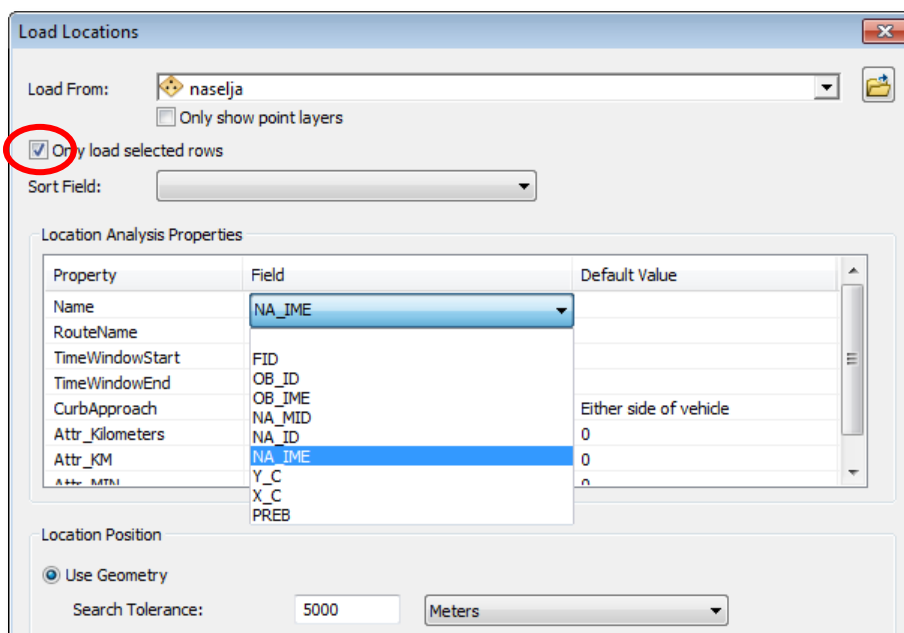 Load Locations
Load From: naselja
Only show point layers
Only load selected rows
Sort Field:
Location Analysis Properties
Property Field Default Value
Name NA_IME
RouteName
TimeWindowStart FID
TimeWindowEnd OB_ID
OB_IME
CurbApproach NA_MID Either side of vehicle
Attr_Kilometers NA_ID 0
Attr_KM NA_IME 0
Attr_MIN Y_C 0
X_C
PREB
Location Position
Use Geometry
Search Tolerance: 5000 Meters